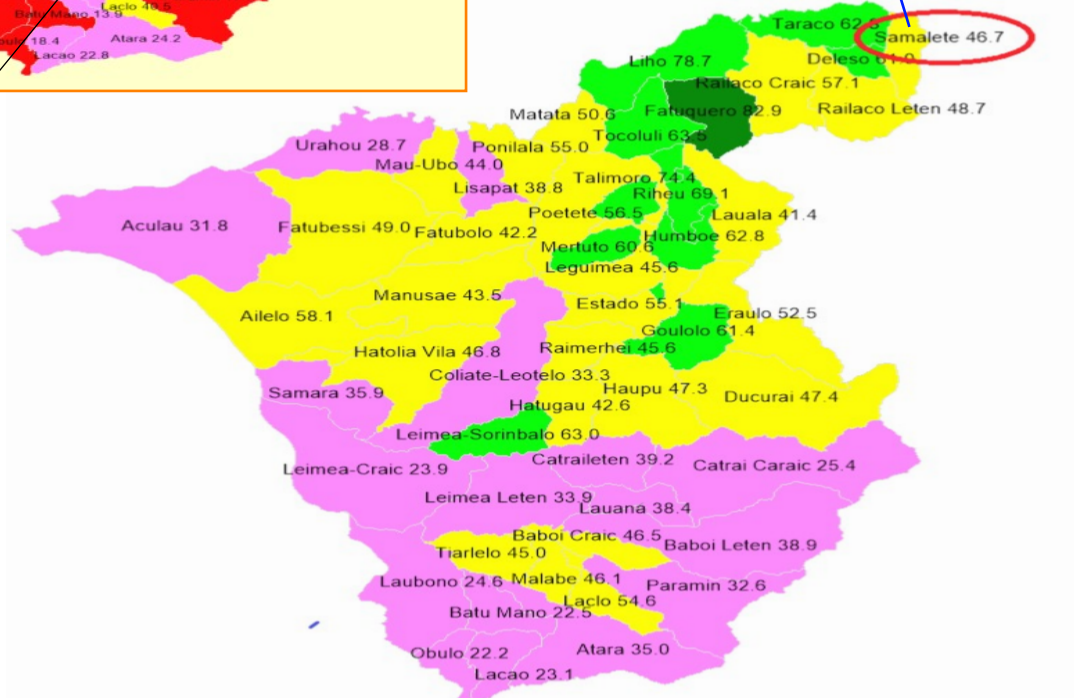 Laclo 40.5
Batu Mano 13.9
Atara 24.2
18.4
Lacao 22.8
Taraco 62.3
Samalete 46.7
Liho 78.7
Deleso 61.0
Railaco Craic 57.1
Matata 50.6
Fatuquero 82.9
Railaco Leten 48.7
Tocoluli 63.5
Urahou 28.7
Ponilala 55.0
Mau-Ubo 44.0
Talimoro 74.4
Lisapat 38.8
Riheu 69.1
Poetete 56.5
Lauala 41.4
Aculau 31.8
Fatubessi 49.0
Fatubolo 42.2
Humboe 62.8
Mertuto 60.6
Leguimea 45.6
Manusae 43.5
Estado 55.1
Ailelo 58.1
Eraulo 52.5
Goulolo 61.4
Hatolia Vila 46.8
Raimerhei 45.6
Coliate-Leotelo 33.3
Samara 35.9
Haupu 47.3
Ducurai 47.4
Hatugau 42.6
Leimea-Sorinbalo 63.0
Leimea-Craic 23.9
Catraileten 39.2
Catrai Caraic 25.4
Leimea Leten 33.9
Lauana 38.4
Baboi Craic 46.5
Baboi Leten 38.9
Tiarlelo 45.0
Laubono 24.6
Malabe 46.1
Paramin 32.6
Laclo 54.6
Batu Mano 22.5
Obulo 22.2
Atara 35.0
Lacao 23.1